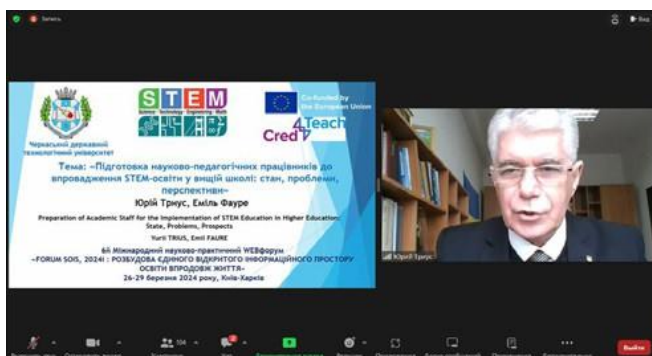 Запись
Вид
Черкаський державний
технологічний університет
STEM
Science Technology Engineering Math
Co-funded by
the European Union
Cred4Teach
Тема: «Підготовка науково-педагогічних працівників до
впровадження STEM-освіти у вищій школі: стан, проблеми,
перспективи»
Юрій Триус, Еміль Фауре
Preparation of Academic Staff for the Implementation of STEM Education in Higher Education:
State, Problems, Prospects
Yurii TRIUS, Emil FAURE
6й Міжнародний науково-практичний WEBфорум
«FORUM SOIS, 2024: РОЗБУДОВА ЄДИНОГО ВІДКРИТОГО ІНФОРМАЦІЙНОГО ПРОСТОРУ
ОСВІТИ ВПРОДОВЖ ЖИТТЯ»
26-29 березня 2024 року, Київ-Харків
Юрий Триус
104
2
Выйти